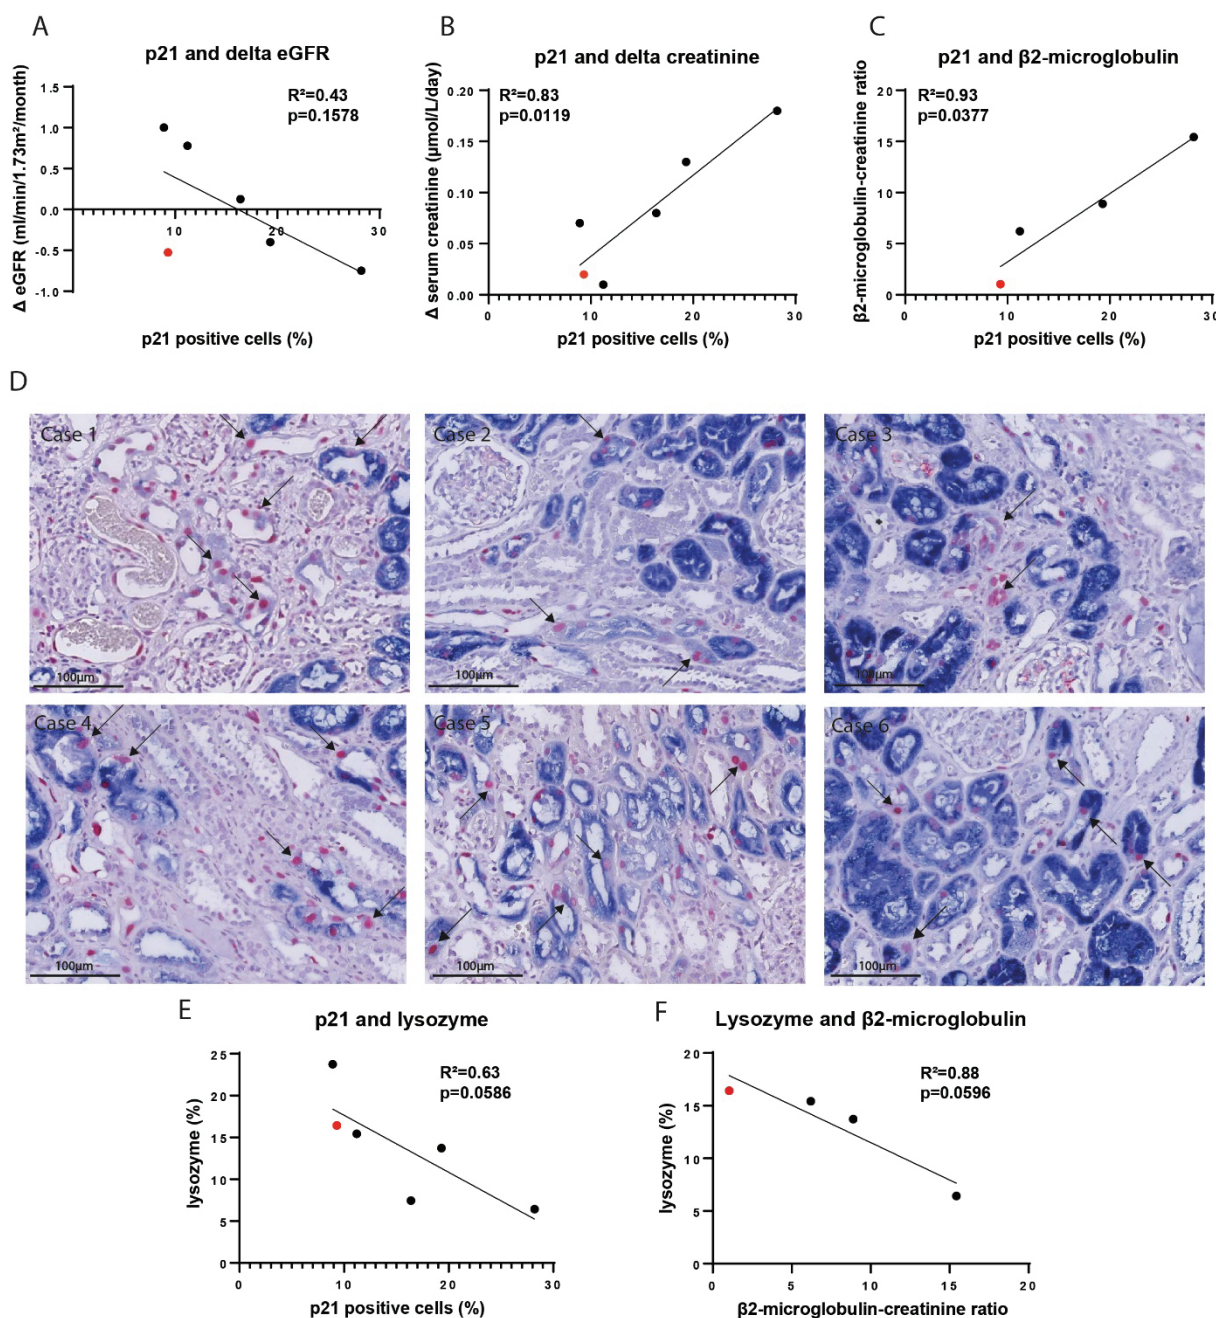 A
p21 and delta eGFR
R²=0.43
p=0.1578
Δ eGFR (ml/min/1.73m²/month)
1.5
1.0
0.5
0.0
-0.5
-1.0
10
20
30
p21 positive cells (%)
B
p21 and delta creatinine
R²=0.83
p=0.0119
Δ serum creatinine (µmol/L/day)
0.20
0.15
0.10
0.05
0.00
0
10
20
30
p21 positive cells (%)
C
p21 and β2-microglobulin
R²=0.93
p=0.0377
β2-microglobulin-creatinine ratio
20
15
10
5
0
0
10
20
30
p21 positive cells (%)
D
Case 1
100µm
Case 2
100µm
Case 3
100µm
Case 4
100µm
Case 5
100µm
Case 6
100µm
E
p21 and lysozyme
R²=0.63
p=0.0586
lysozyme (%)
25
20
15
10
5
0
0
10
20
30
p21 positive cells (%)
F
Lysozyme and β2-microglobulin
R²=0.88
p=0.0596
lysozyme (%)
20
15
10
5
0
0
5
10
15
20
β2-microglobulin-creatinine ratio